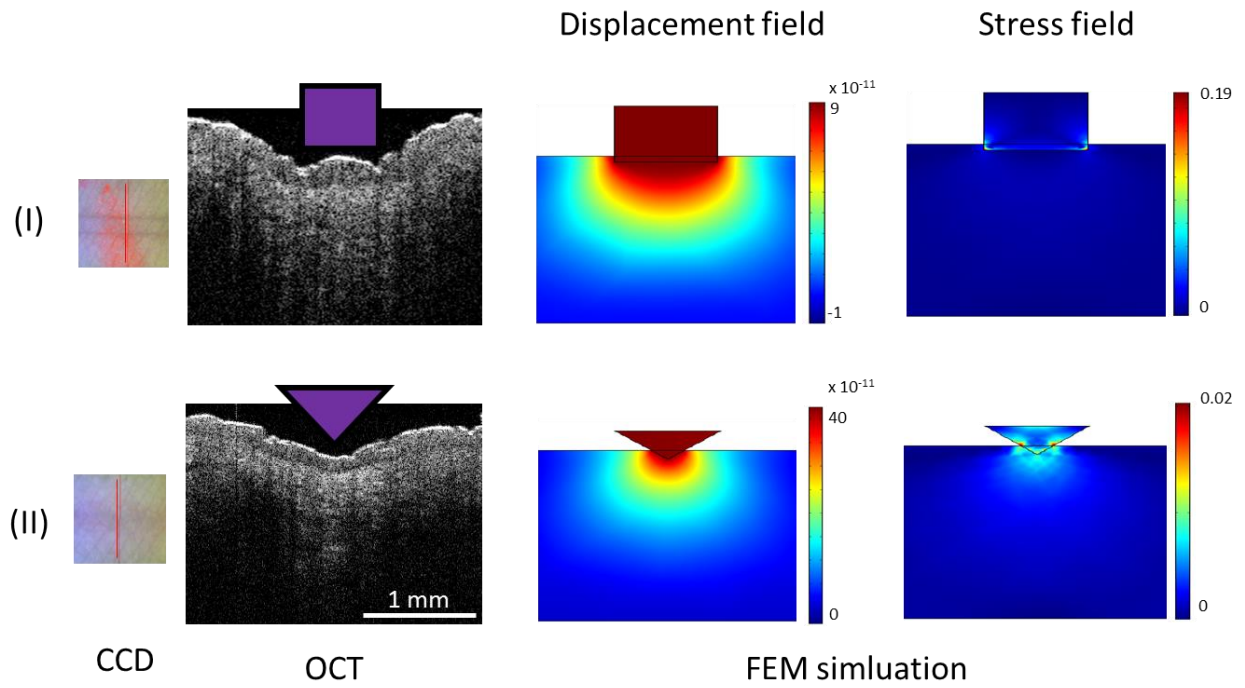 Displacement field
Stress field
x 10-11
9
-1
0.19
0
(I)
x 10-11
40
0
0.02
0
(II)
1 mm
CCD
OCT
FEM simluation